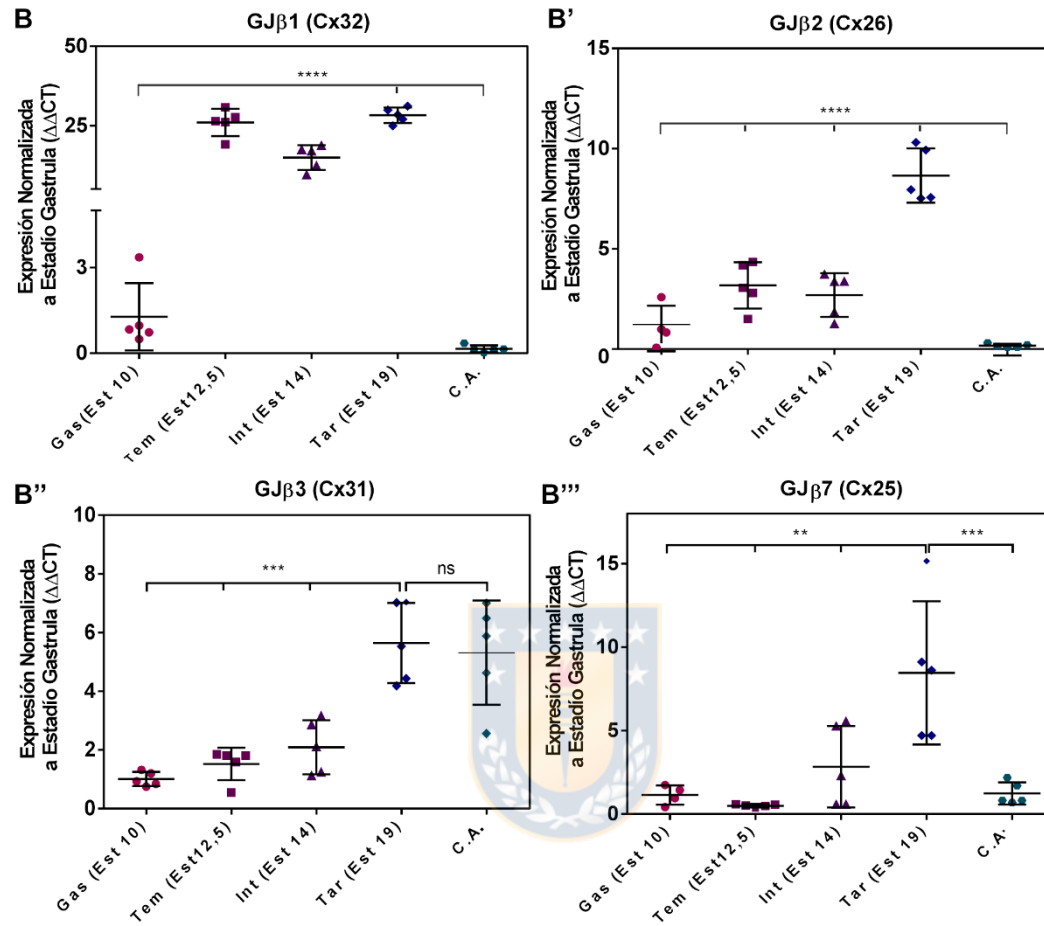 B
GJβ1 (Cx32)
Expresión Normalizada
a Estadío Gastrula (ΔΔCT)
50
25
3
0
****
Gas(Est 10)
Tem (Est12,5)
Int (Est 14)
Tar (Est 19)
C.A.
B'
GJβ2 (Cx26)
Expresión Normalizada
a Estadío Gastrula (ΔΔCT)
15
10
5
0
****
Gas (Est 10)
Tem (Est12,5)
Int (Est 14)
Tar (Est 19)
C.A.
B''
GJβ3 (Cx31)
Expresión Normalizada
a Estadío Gastrula (ΔΔCT)
10
8
6
4
2
0
***
ns
Gas (Est 10)
Tem (Est12,5)
Int (Est 14)
Tar (Est 19)
C.A.
B'''
GJβ7 (Cx25)
Expresión Normalizada
a Estadío Gastrula (ΔΔCT)
15
10
5
0
**
***
Gas (Est 10)
Tem (Est12,5)
Int (Est 14)
Tar (Est 19)
C.A.